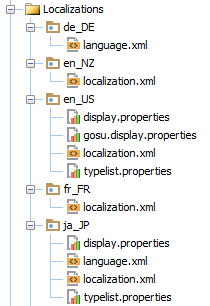 Localizations
de_DE
language.xml
en_NZ
localization.xml
en_US
display.properties
gosu.display.properties
localization.xml
typelist.properties
fr_FR
localization.xml
ja_JP
display.properties
language.xml
localization.xml
typelist.properties